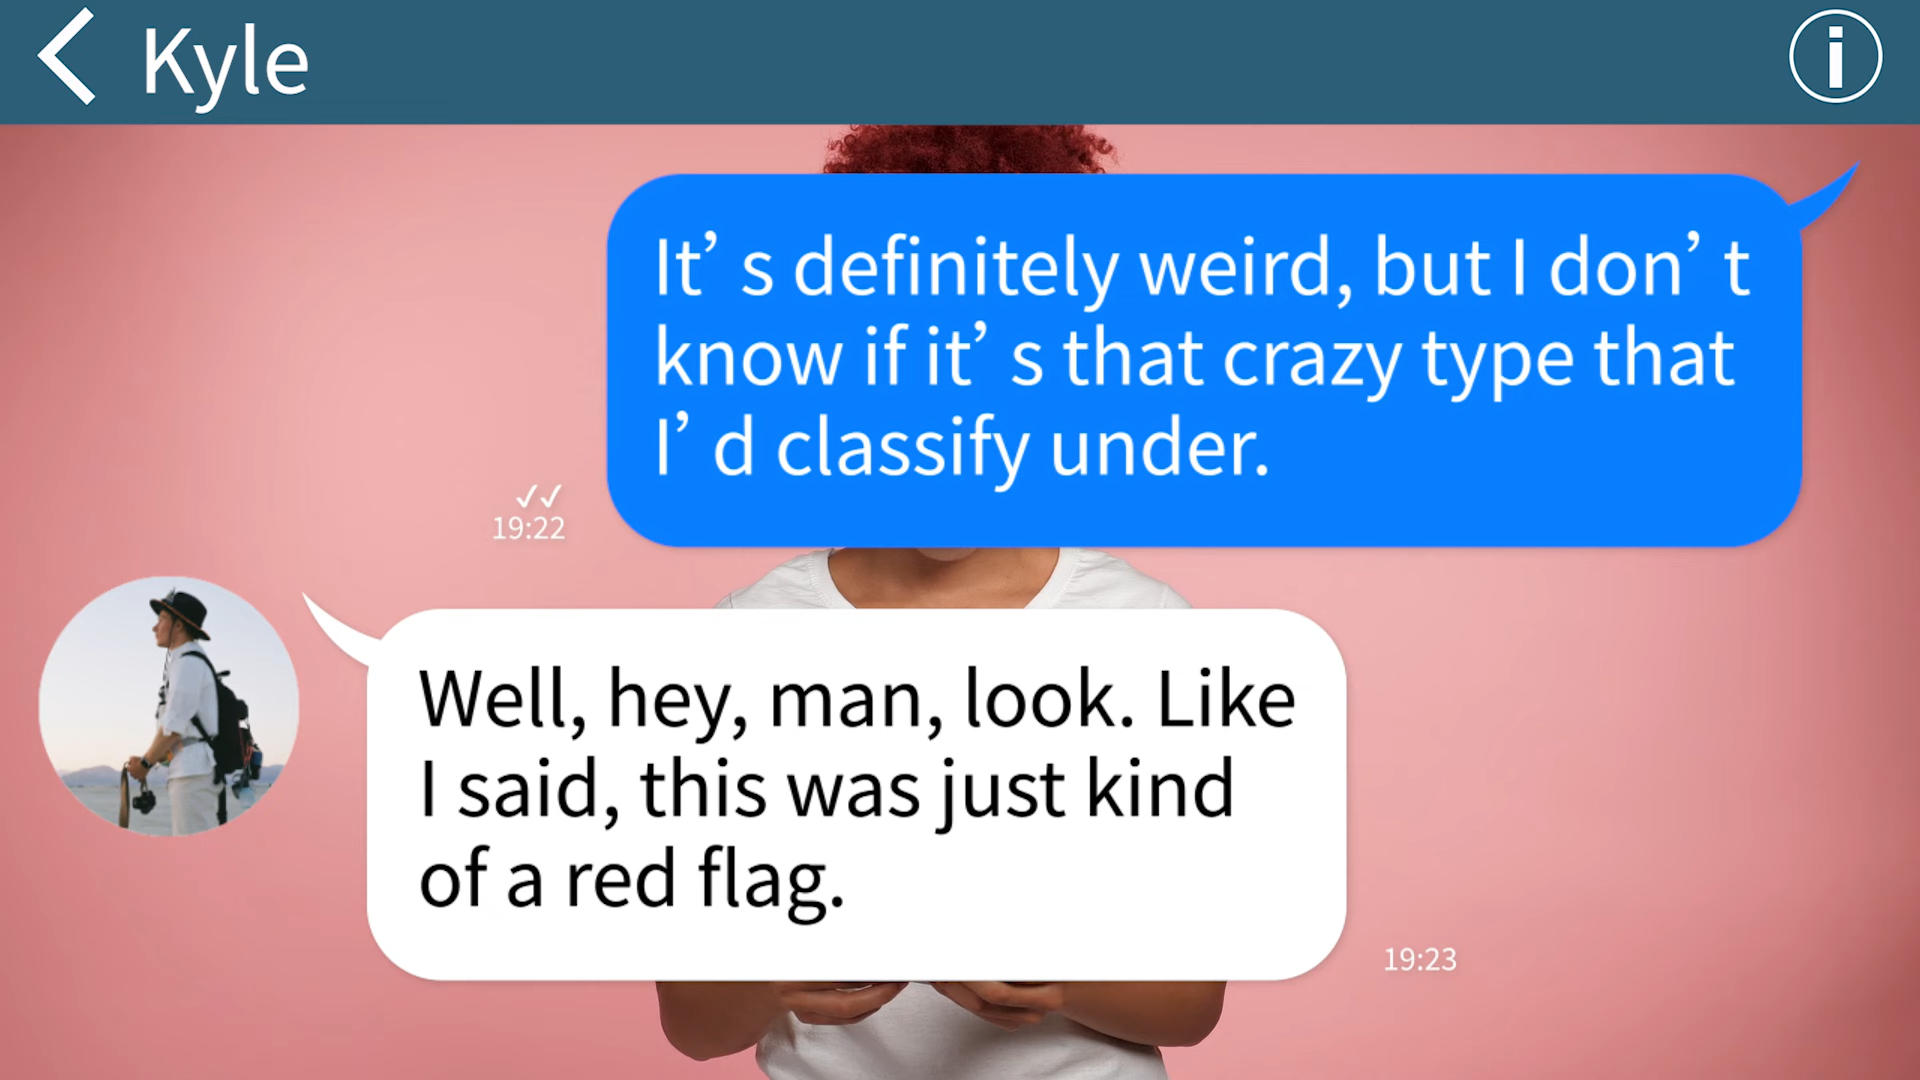 Kyle
It’s definitely weird, but I don’t
know if it’s that crazy type that
I’d classify under.
19:22
Well, hey, man, look. Like
I said, this was just kind
of a red flag.
19:23